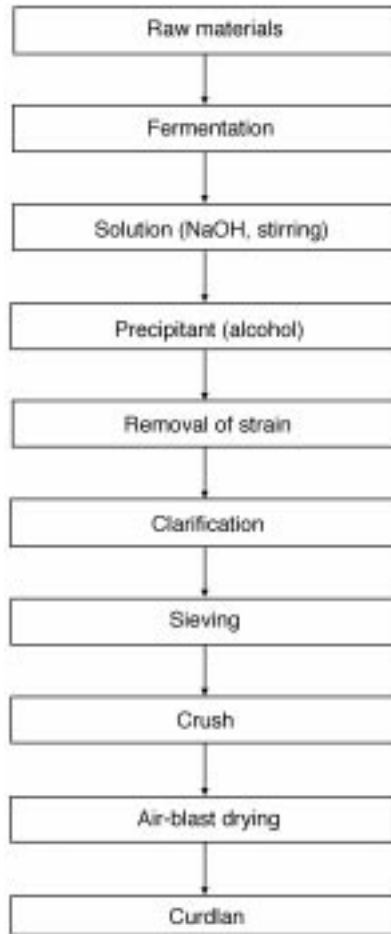 Raw materials
Fermentation
Solution (NaOH, stirring)
Precipitant (alcohol)
Removal of strain
Clarification
Sieving
Crush
Air-blast drying
Curdlan